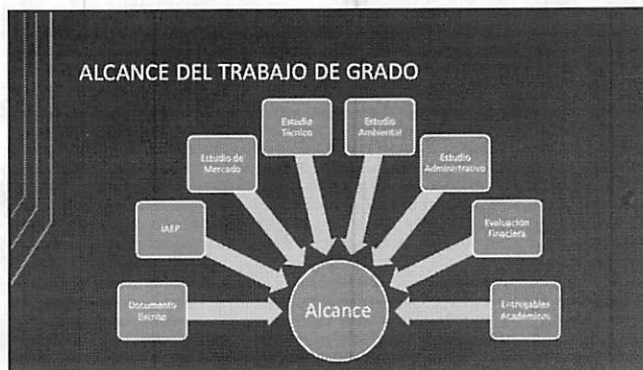 ALCANCE DEL TRABAJO DE GRADO
Estudio
Técnico
Estudio
Ambiental
Estudio de
Mercado
Estudio
Administrativo
IAEP
Evaluación
Finaciera
Documento
Escrito
Alcance
Entregables
Académicos